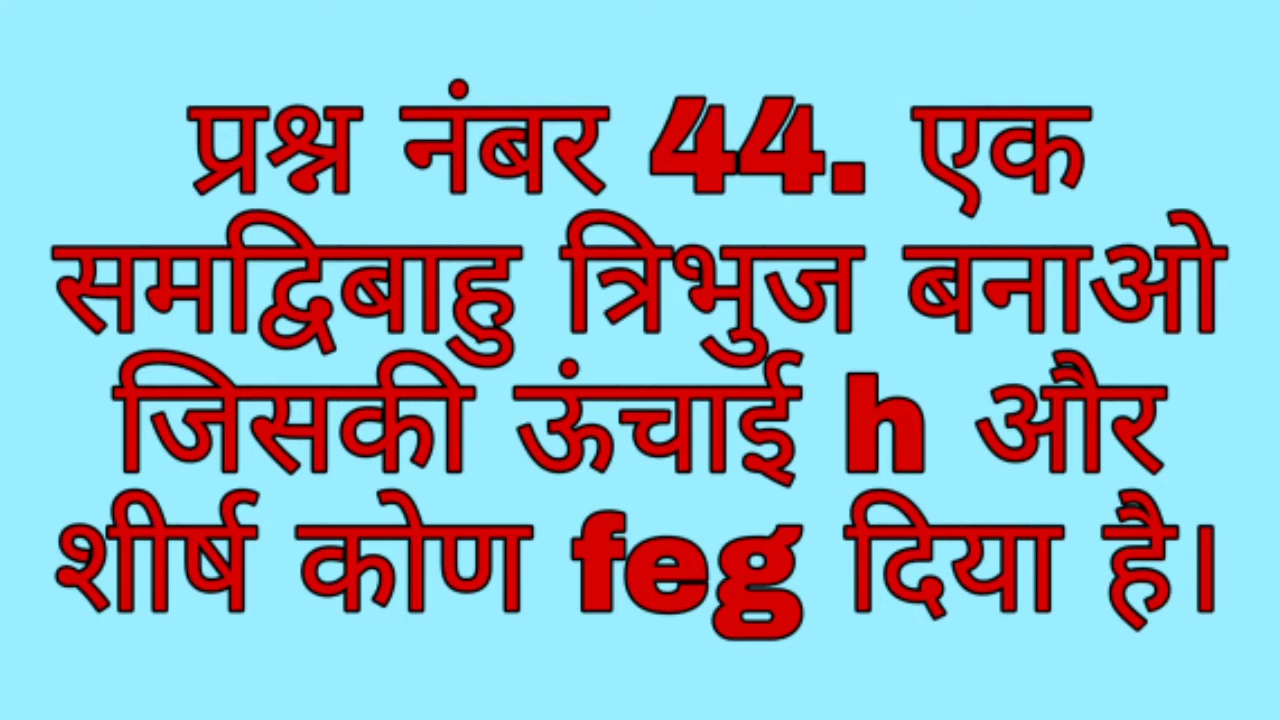 प्रश्न नंबर 44. एक
समद्विबाहु त्रिभुज बनाओ
जिसकी ऊंचाई h और
शीर्ष कोण feg दिया है।